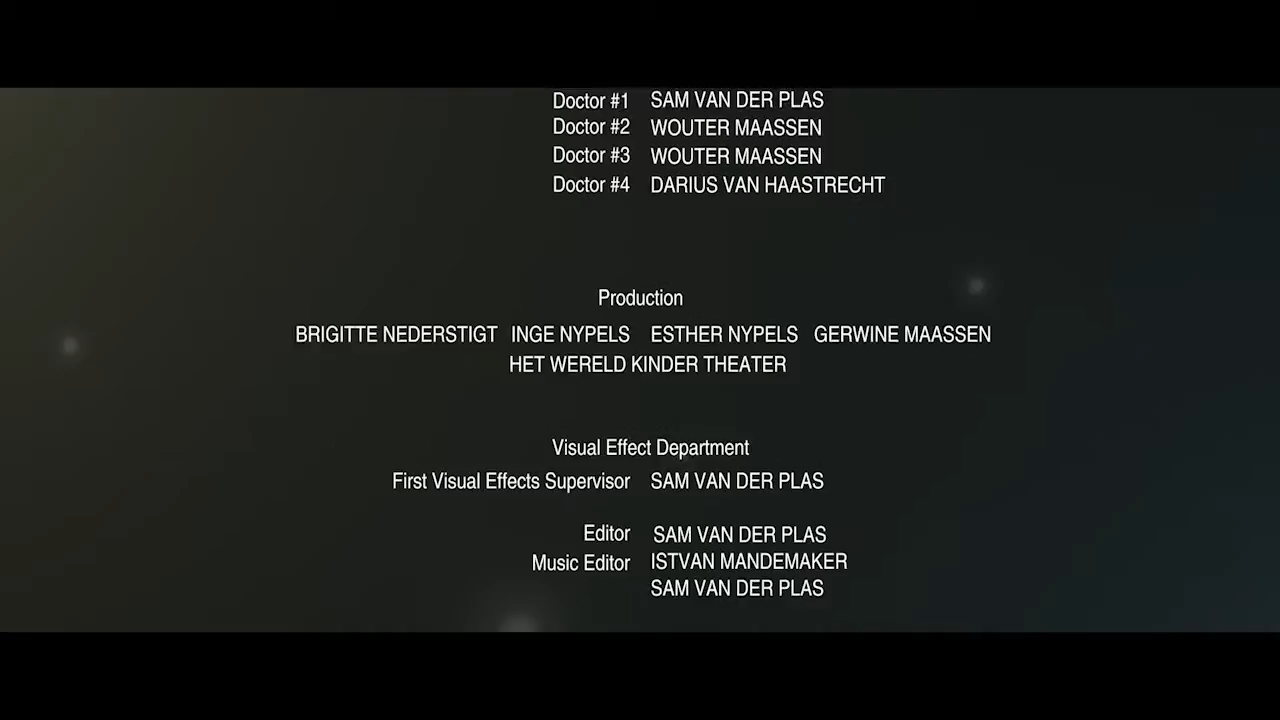 Doctor #1 SAM VAN DER PLAS
Doctor #2 WOUTER MAASSEN
Doctor #3 WOUTER MAASSEN
Doctor #4 DARIUS VAN HAASTRECHT
Production
BRIGITTE NEDERSTIGT INGE NYPELS ESTHER NYPELS GERWINE MAASSEN
HET WERELD KINDER THEATER
Visual Effect Department
First Visual Effects Supervisor SAM VAN DER PLAS
Editor SAM VAN DER PLAS
Music Editor ISTVAN MANDEMAKER
SAM VAN DER PLAS